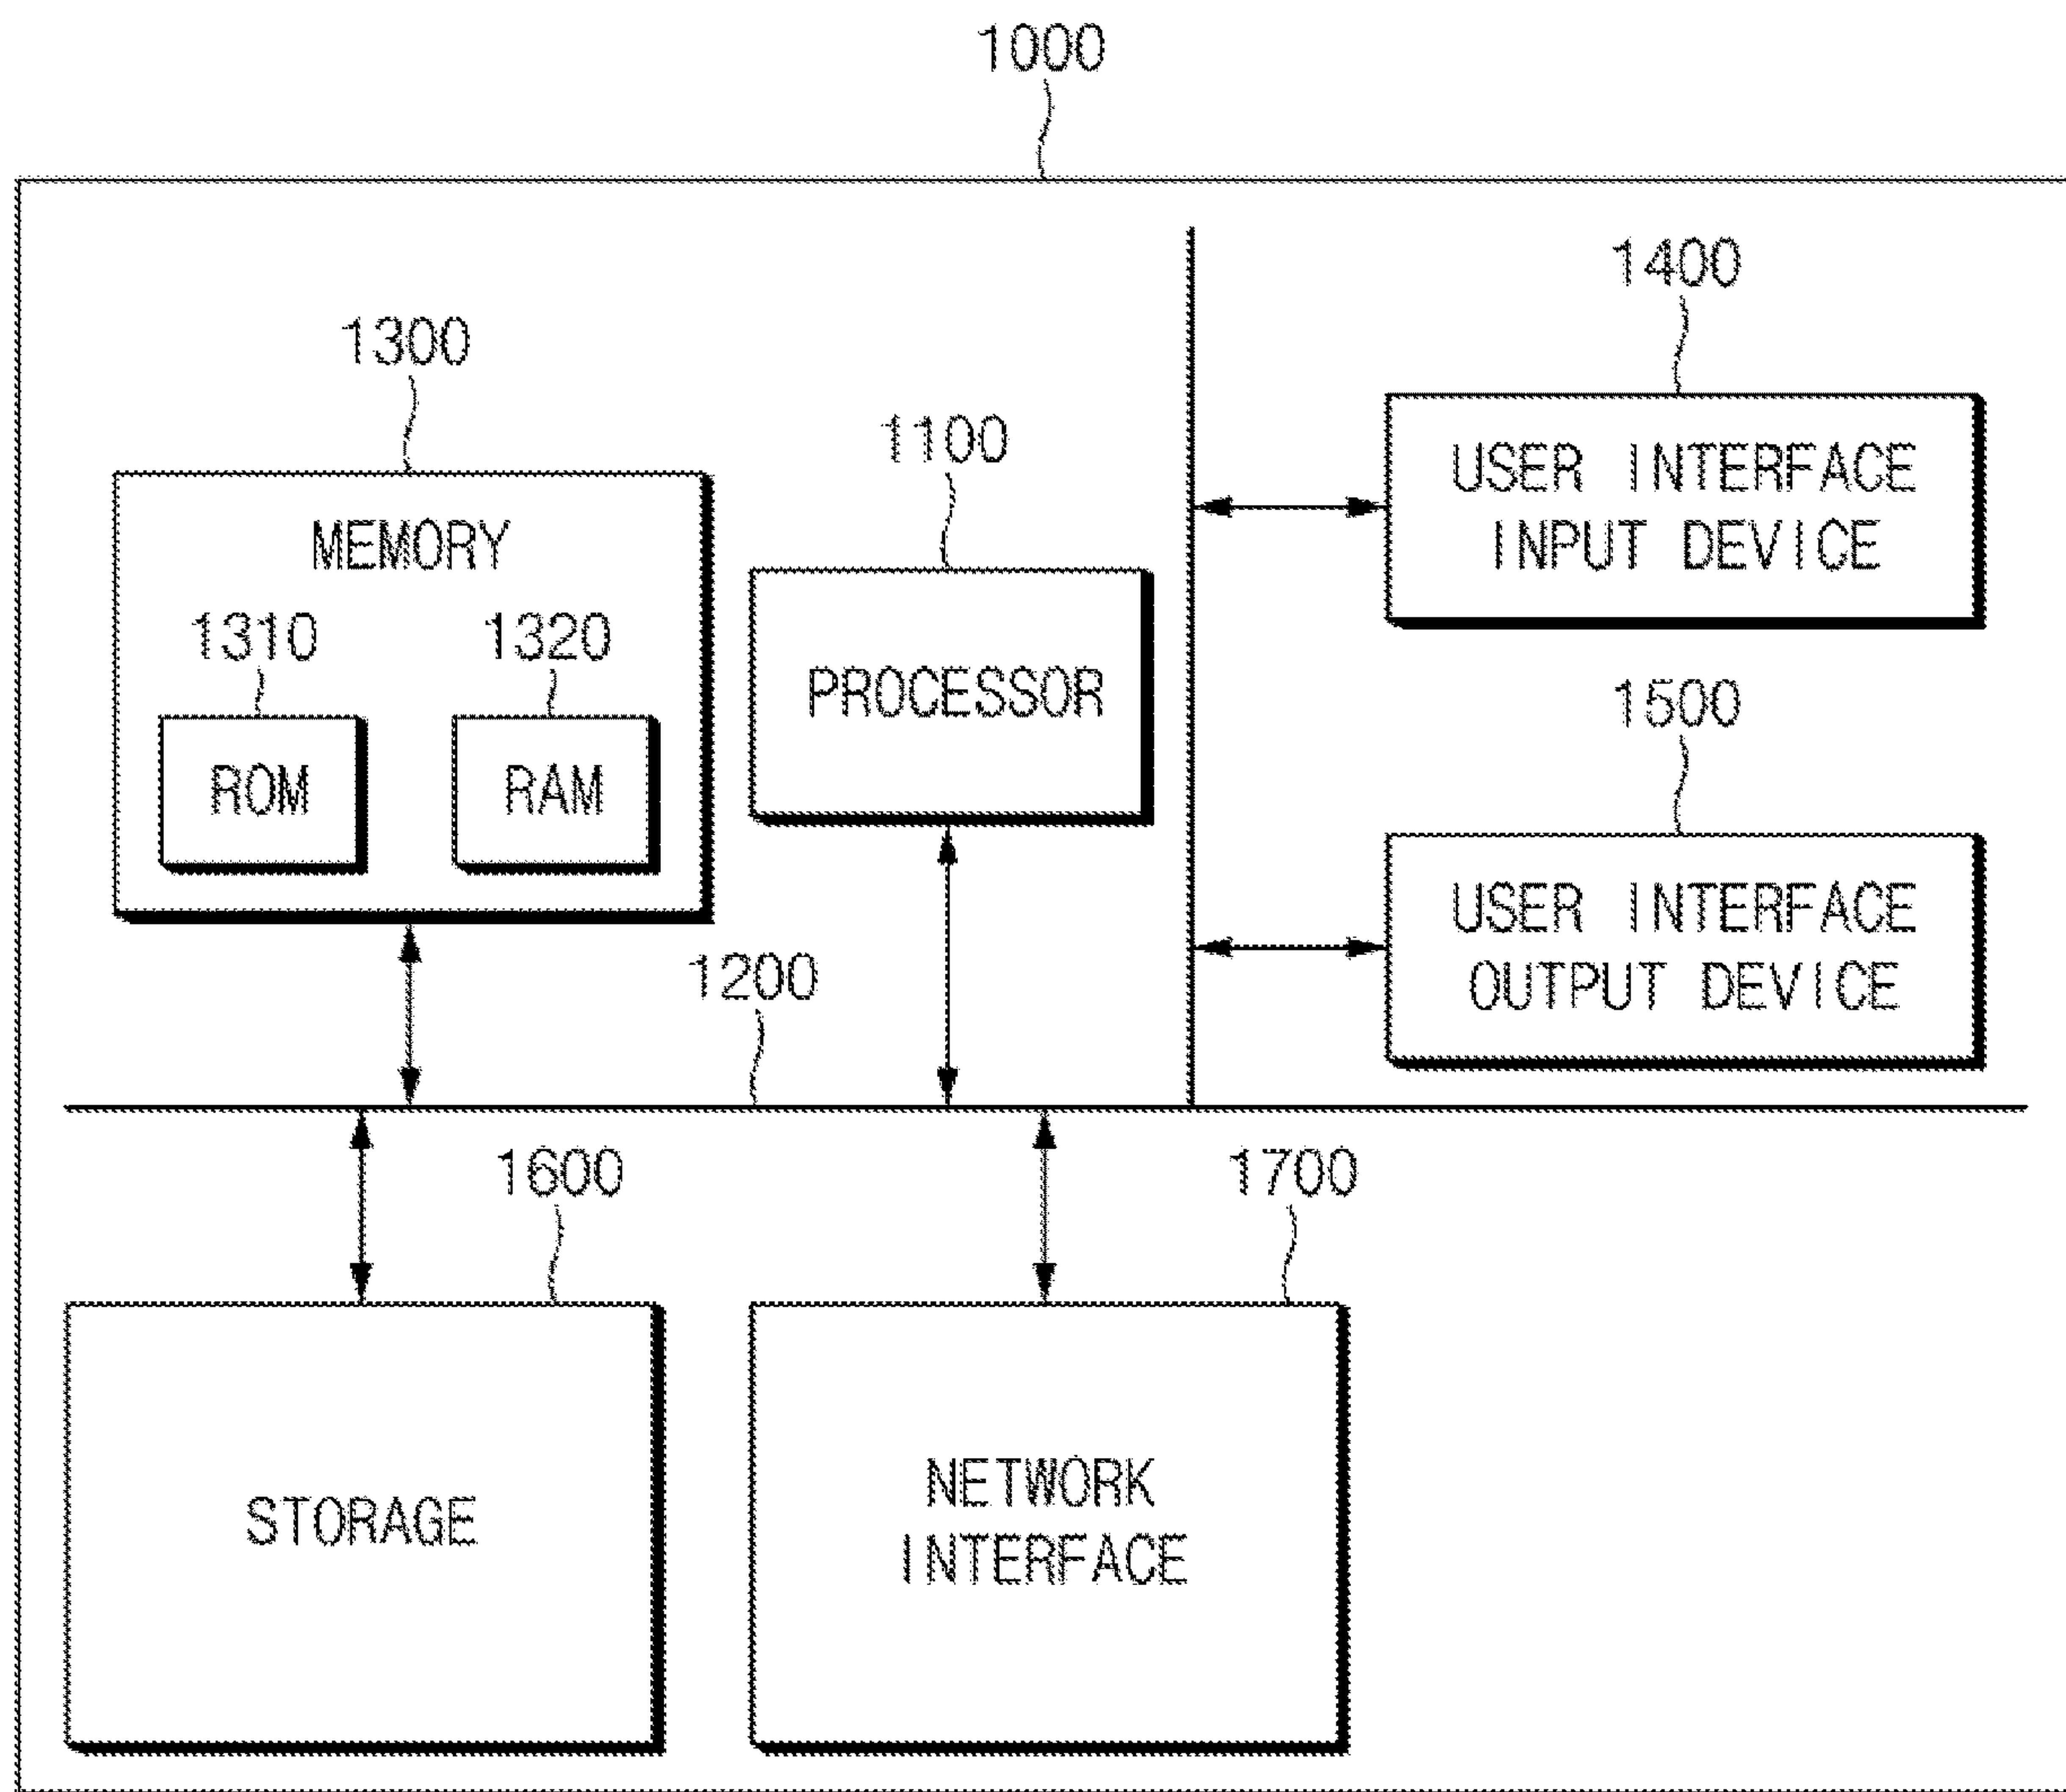 1000
1400
1300
1100
USER INTERFACE
INPUT DEVICE
MEMORY
1310
1320
PROCESSOR
1500
ROM
RAM
USER INTERFACE
OUTPUT DEVICE
1200
1600
1700
STORAGE
NETWORK
INTERFACE